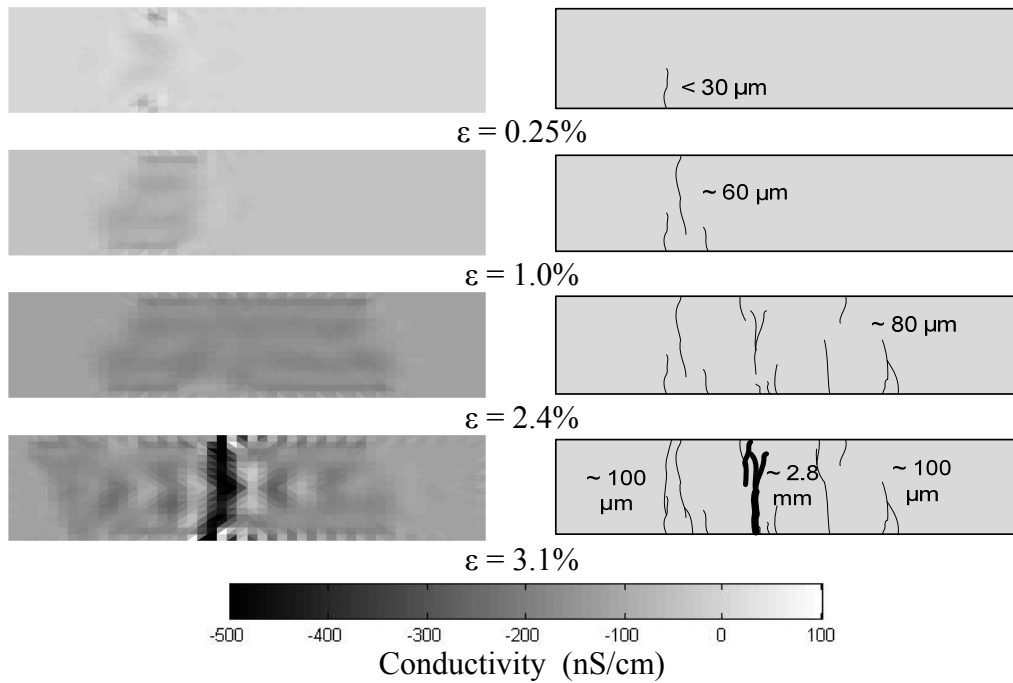 < 30 µm
ε = 0.25%
~ 60 µm
ε = 1.0%
~ 80 µm
ε = 2.4%
~ 100
µm
~ 2.8
mm
~ 100
µm
ε = 3.1%
-500 -400 -300 -200 -100 0 100
Conductivity (nS/cm)